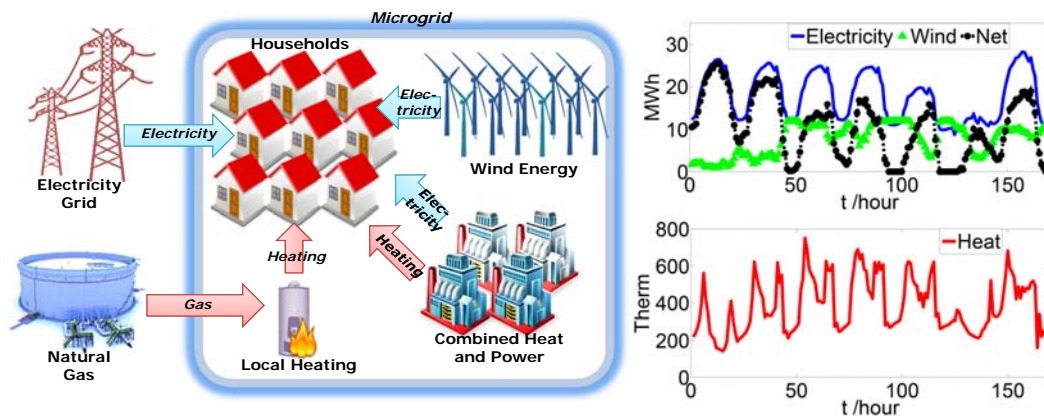 Microgrid
Households
Elec-
tricity
Electricity
Wind Energy
Electricity
Grid
Elec-
tricity
Heating
Heating
Gas
Natural
Gas
Local Heating
Combined Heat
and Power
Electricity Wind Net
30
20
10
0
MWh
0 50 100 150
t /hour
Heat
800
600
400
200
0
Therm
0 50 100 150
t /hour